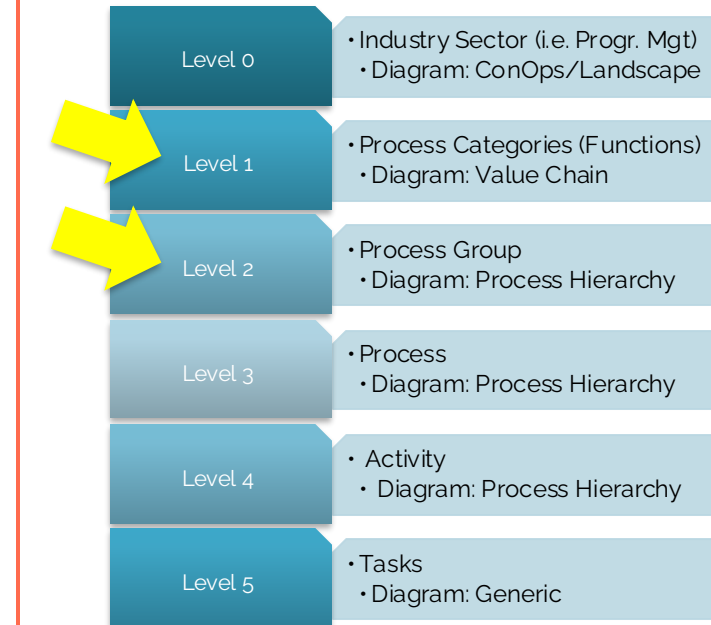 Level 0
• Industry Sector (i.e. Progr. Mgt)
• Diagram: ConOps/Landscape
Level 1
• Process Categories (Functions)
• Diagram: Value Chain
Level 2
• Process Group
• Diagram: Process Hierarchy
Level 3
• Process
• Diagram: Process Hierarchy
Level 4
• Activity
• Diagram: Process Hierarchy
Level 5
• Tasks
• Diagram: Generic